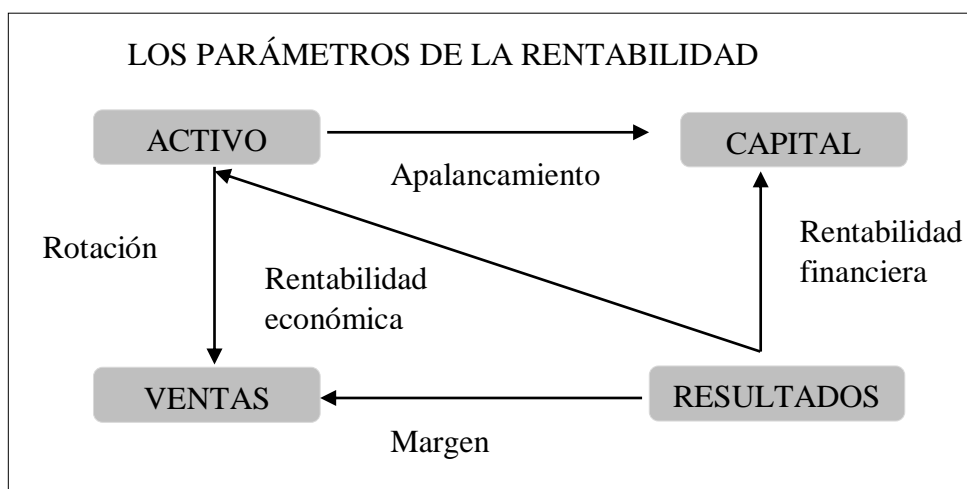 LOS PARÁMETROS DE LA RENTABILIDAD
ACTIVO
CAPITAL
Apalancamiento
Rotación
Rentabilidad
económica
Rentabilidad
financiera
VENTAS
RESULTADOS
Margen